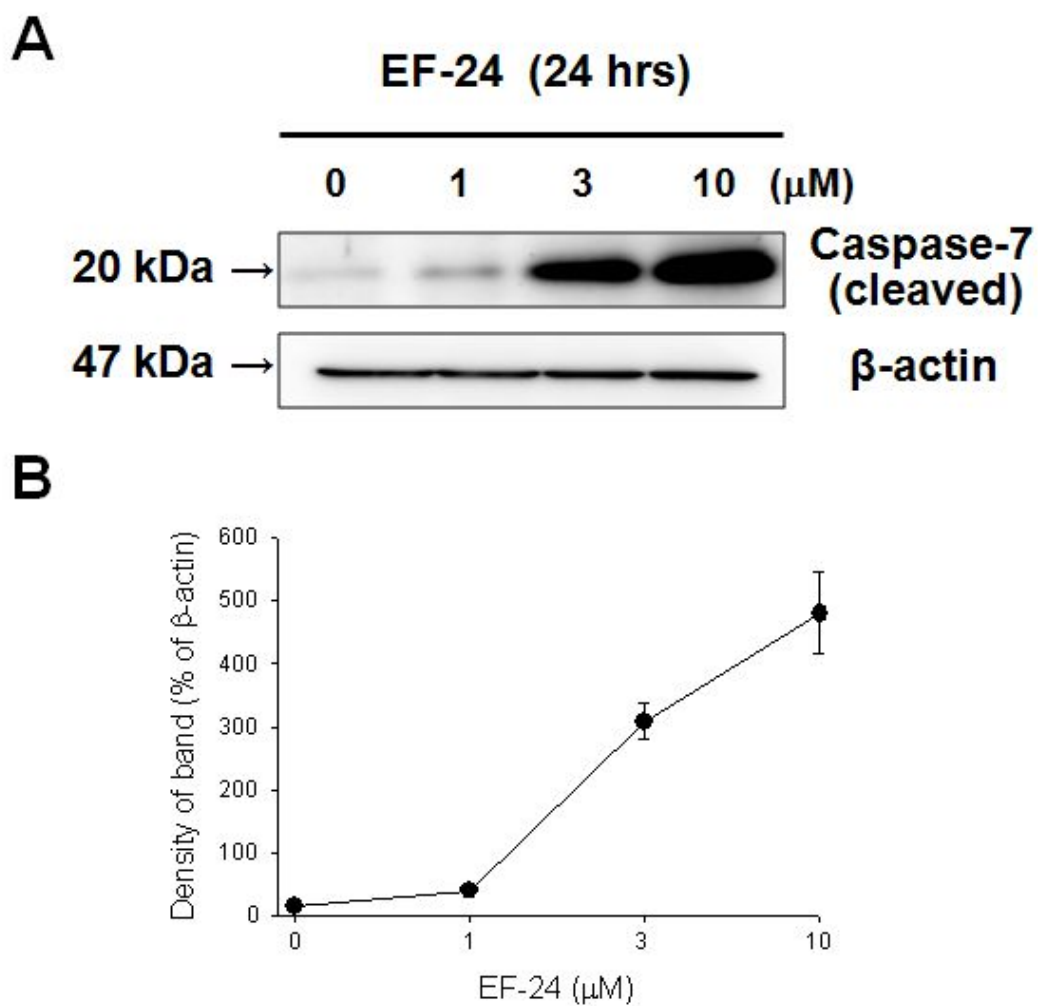 A
EF-24 (24 hrs)
0 1 3 10 (μM)
20 kDa → Caspase-7
(cleaved)
47 kDa → β-actin
B
600
500
400
300
200
100
0
Density of band (% of β-actin)
0 1 3 10
EF-24 (μM)